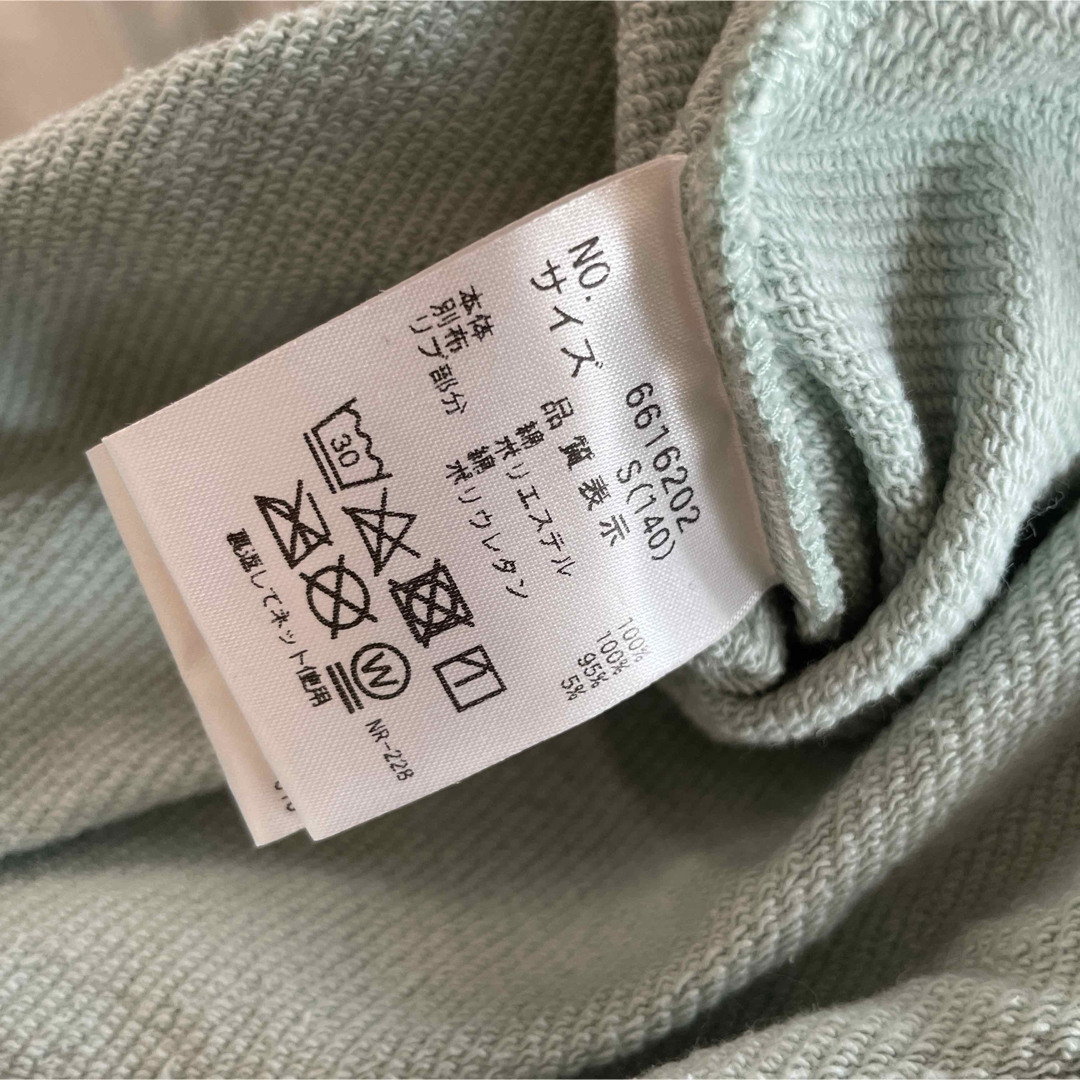 NO. 6616202
サイズ S(140)
品質表示
本体 綿 100%
別布 ポリエステル 100%
リブ部分 綿 95%
ポリウレタン 5%
30
W
裏返してネット使用
NR-228